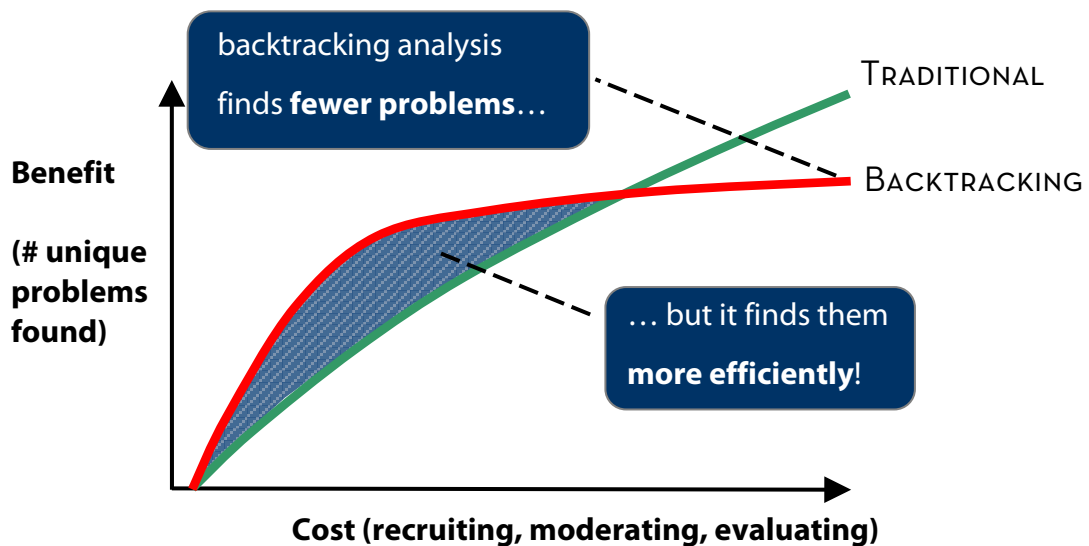 backtracking analysis
finds fewer problems…
TRADITIONAL
Benefit
BACKTRACKING
(# unique
problems
found)
… but it finds them
more efficiently!
Cost (recruiting, moderating, evaluating)